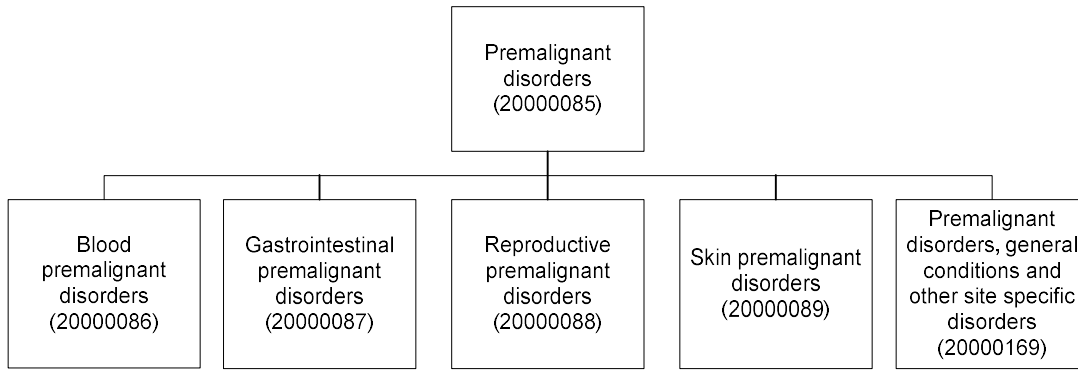 Premalignant
disorders
(20000085)
Blood
premalignant
disorders
(20000086)
Gastrointestinal
premalignant
disorders
(20000087)
Reproductive
premalignant
disorders
(20000088)
Skin premalignant
disorders
(20000089)
Premalignant
disorders, general
conditions and
other site specific
disorders
(20000169)